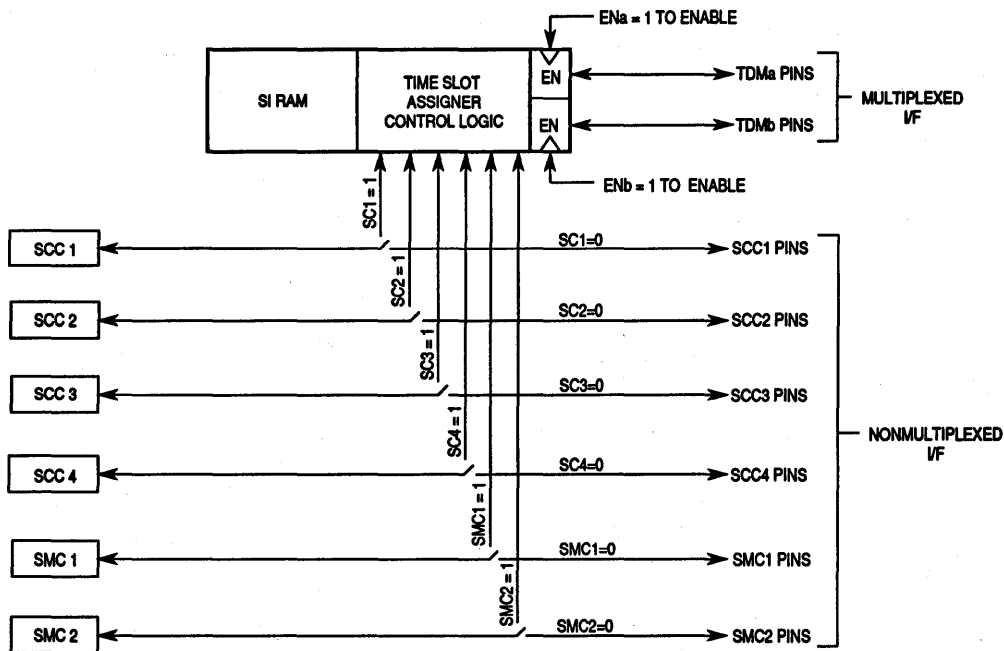 ENa = 1 TO ENABLE
SI RAM
TIME SLOT
ASSIGNER
CONTROL LOGIC
EN
EN
TDMa PINS
TDMb PINS
MULTIPLEXED
I/F
ENb = 1 TO ENABLE
SC1 = 1
SCC 1
SC1=0
SCC1 PINS
SC2 = 1
SCC 2
SC2=0
SCC2 PINS
SC3 = 1
SCC 3
SC3=0
SCC3 PINS
SC4 = 1
SCC 4
SC4=0
SCC4 PINS
NONMULTIPLEXED
I/F
SMC1 = 1
SMC 1
SMC1=0
SMC1 PINS
SMC2 = 1
SMC 2
SMC2=0
SMC2 PINS